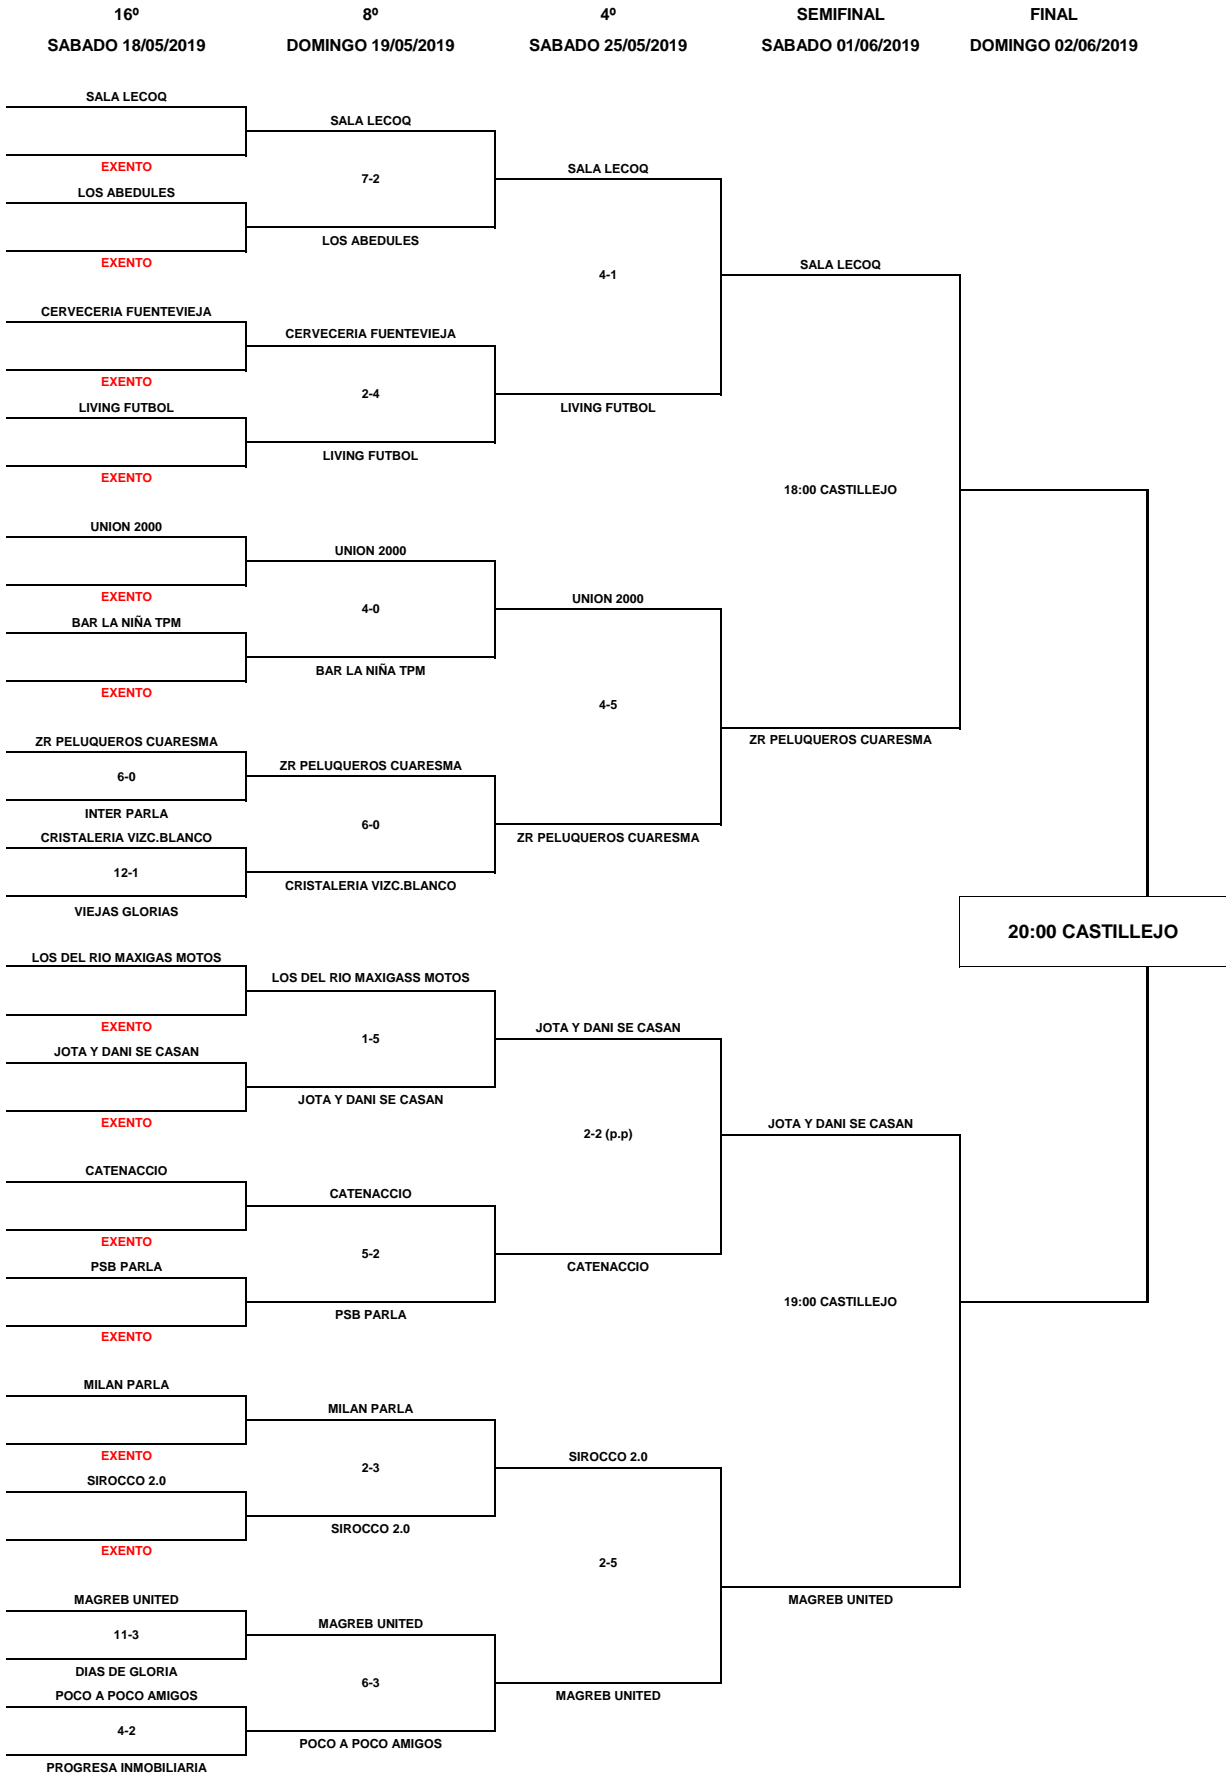 16º
8º
4º
SEMIFINAL
FINAL
SABADO 18/05/2019
DOMINGO 19/05/2019
SABADO 25/05/2019
SABADO 01/06/2019
DOMINGO 02/06/2019
SALA LECOQ
EXENTO
LOS ABEDULES
EXENTO
CERVECERIA FUENTEVIEJA
EXENTO
LIVING FUTBOL
EXENTO
UNION 2000
EXENTO
BAR LA NIÑA TPM
EXENTO
ZR PELUQUEROS CUARESMA
6-0
INTER PARLA
CRISTALERIA VIZC.BLANCO
12-1
VIEJAS GLORIAS
LOS DEL RIO MAXIGAS MOTOS
EXENTO
JOTA Y DANI SE CASAN
EXENTO
CATENACCIO
EXENTO
PSB PARLA
EXENTO
MILAN PARLA
EXENTO
SIROCCO 2.0
EXENTO
MAGREB UNITED
11-3
DIAS DE GLORIA
POCO A POCO AMIGOS
4-2
PROGRESA INMOBILIARIA
SALA LECOQ
7-2
LOS ABEDULES
CERVECERIA FUENTEVIEJA
2-4
LIVING FUTBOL
UNION 2000
4-0
BAR LA NIÑA TPM
ZR PELUQUEROS CUARESMA
6-0
CRISTALERIA VIZC.BLANCO
LOS DEL RIO MAXIGASS MOTOS
1-5
JOTA Y DANI SE CASAN
CATENACCIO
5-2
PSB PARLA
MILAN PARLA
2-3
SIROCCO 2.0
MAGREB UNITED
6-3
POCO A POCO AMIGOS
SALA LECOQ
4-1
LIVING FUTBOL
UNION 2000
4-5
ZR PELUQUEROS CUARESMA
JOTA Y DANI SE CASAN
2-2 (p.p)
CATENACCIO
SIROCCO 2.0
2-5
MAGREB UNITED
SALA LECOQ
18:00 CASTILLEJO
ZR PELUQUEROS CUARESMA
JOTA Y DANI SE CASAN
19:00 CASTILLEJO
MAGREB UNITED
20:00 CASTILLEJO